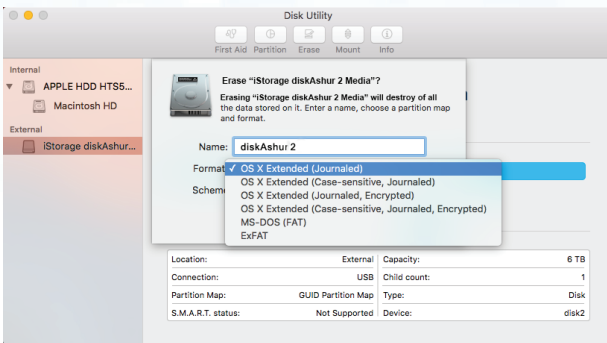 Disk Utility
First Aid Partition Erase Mount Info
Internal
APPLE HDD HTS5...
Macintosh HD
External
iStorage diskAshur...
Erase “iStorage diskAshur 2 Media”?
Erasing “iStorage diskAshur 2 Media” will destroy of all
the data stored on it. Enter a name, choose a partition map
and format.
Name: diskAshur 2
Format ✓ OS X Extended (Journaled)
OS X Extended (Case-sensitive, Journaled)
Scheme OS X Extended (Journaled, Encrypted)
OS X Extended (Case-sensitive, Journaled, Encrypted)
MS-DOS (FAT)
ExFAT
Location: External Capacity: 6 TB
Connection: USB Child count: 1
Partition Map: GUID Partition Map Type: Disk
S.M.A.R.T. status: Not Supported Device: disk2